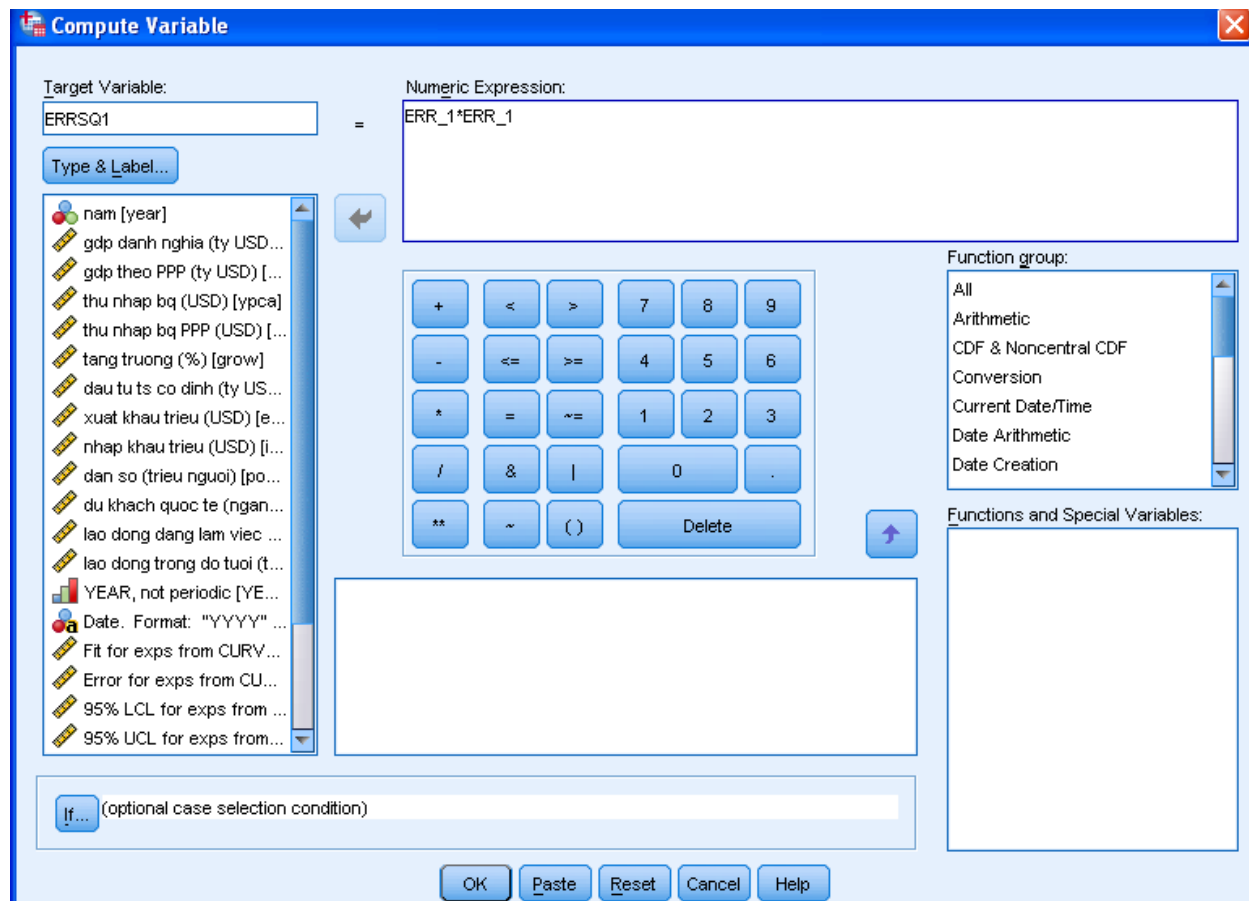 Compute Variable
Target Variable:
ERRSQ1
=
Numeric Expression:
ERR_1*ERR_1
Type & Label...
nam [year]
gdp danh nghia (ty USD...
gdp theo PPP (ty USD) [...
thu nhap bq (USD) [ypca]
thu nhap bq PPP (USD) [...
tang truong (%) [grow]
dau tu ts co dinh (ty US...
xuat khau trieu (USD) [e...
nhap khau trieu (USD) [i...
dan so (trieu nguoi) [po...
du khach quoc te (ngan...
lao dong dang lam viec ...
lao dong trong do tuoi (t...
YEAR, not periodic [YE...
Date. Format: "YYYY" ...
Fit for exps from CURV...
Error for exps from CU...
95% LCL for exps from ...
95% UCL for exps from...
+ < > 7 8 9
- <= >= 4 5 6
* = ~= 1 2 3
/ & | 0 .
** ~ ( ) Delete
Function group:
All
Arithmetic
CDF & Noncentral CDF
Conversion
Current Date/Time
Date Arithmetic
Date Creation
Functions and Special Variables:
If... (optional case selection condition)
OK Paste Reset Cancel Help